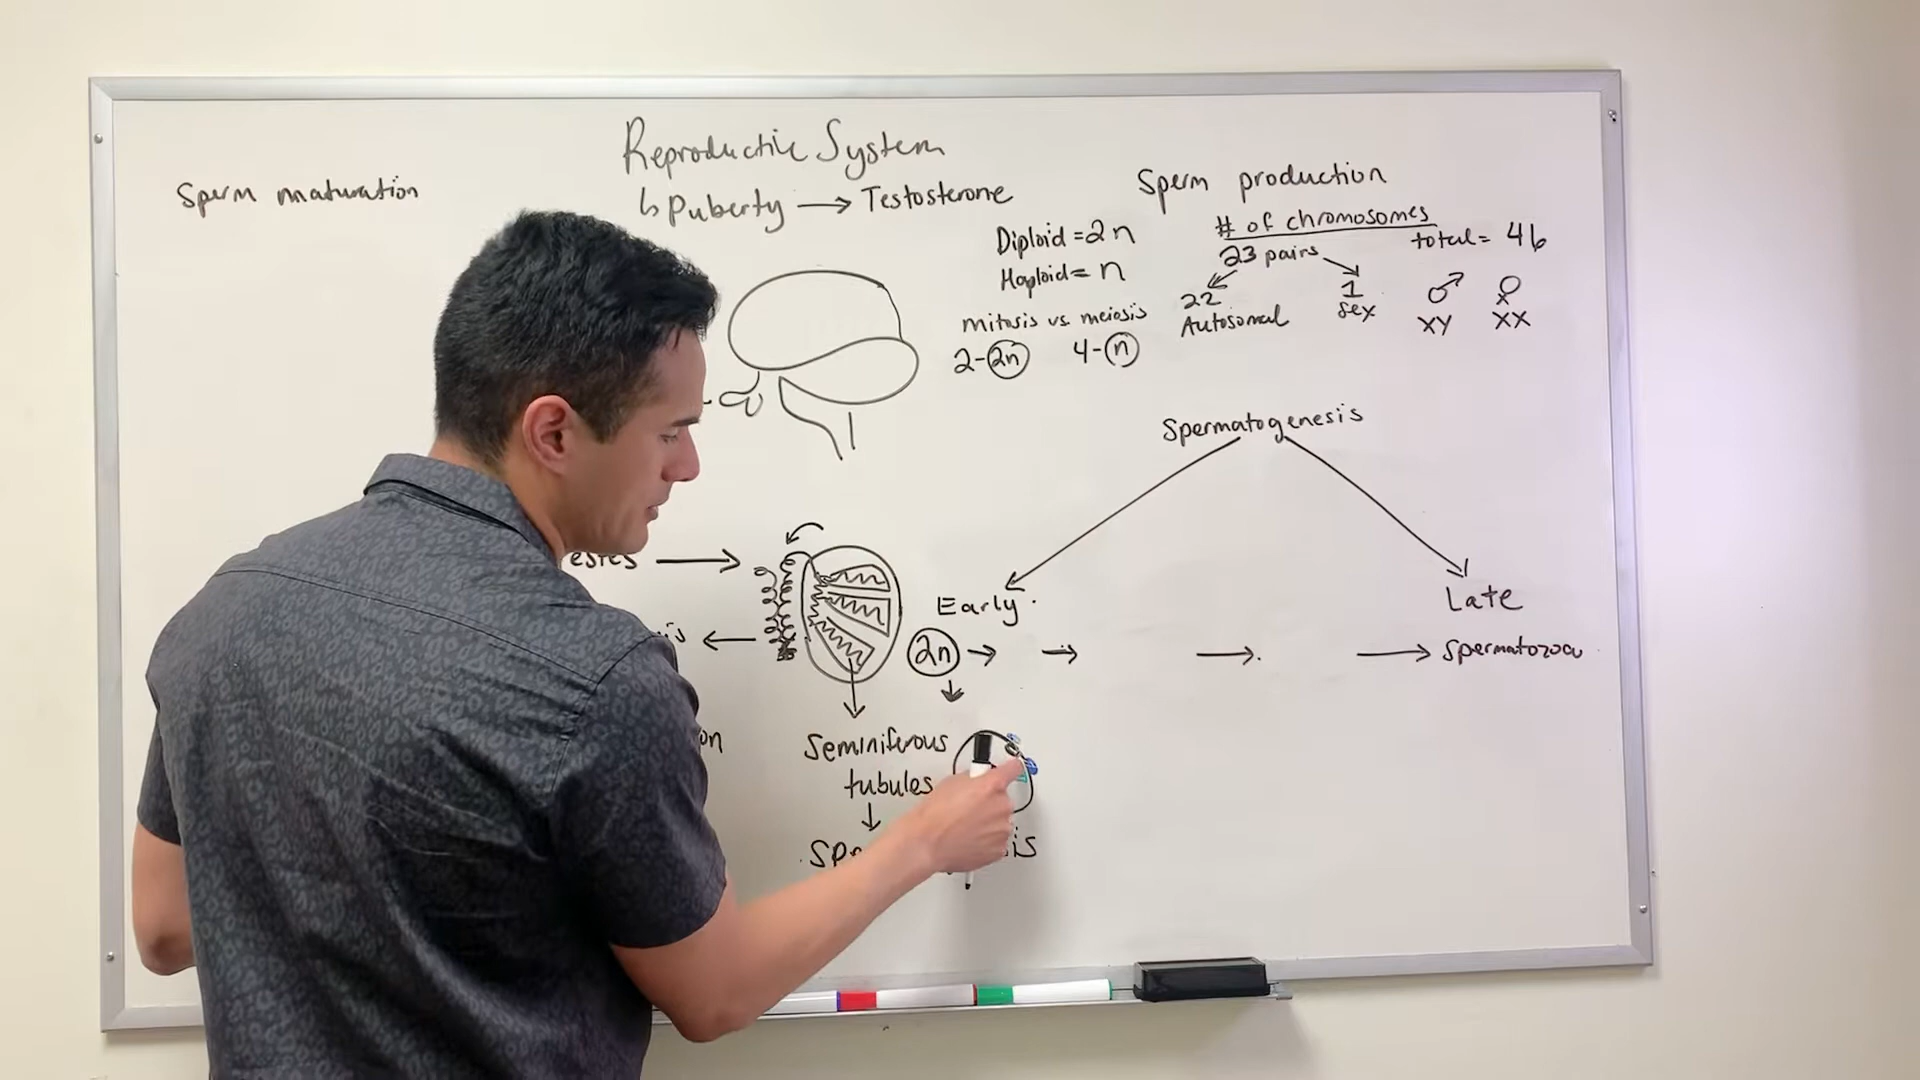 Reproductive System
↳ Puberty → Testosterone
Sperm maturation
Sperm production
# of chromosomes
23 pairs
total = 46
22
Autosomal
1
Sex
♂
XY
♀
XX
Diploid = 2n
Haploid = n
mitosis vs. meiosis
2-2n
4-n
Spermatogenesis
Early
Late
2n → → → → Spermatozoa
Seminiferous
tubules